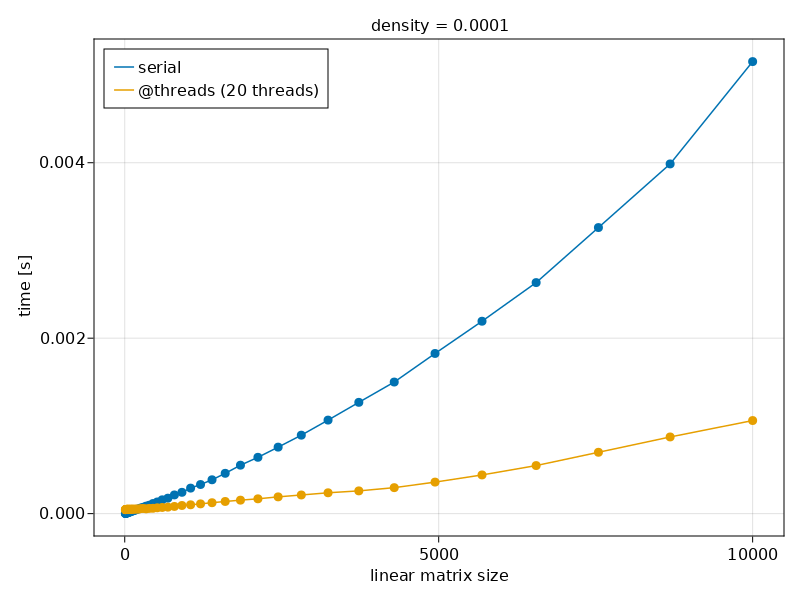 density = 0.0001
serial
@threads (20 threads)
0.004
0.002
0.000
time [s]
0
5000
10000
linear matrix size